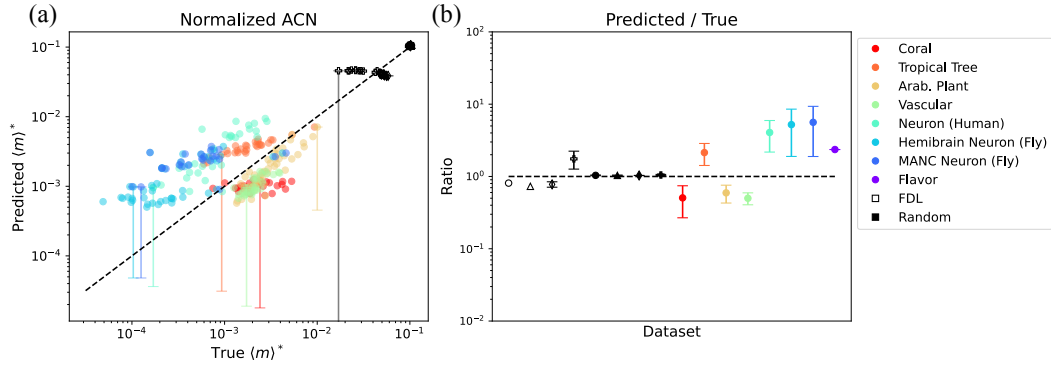 (a)
Normalized ACN
Predicted ⟨m⟩*
10⁻¹
10⁻²
10⁻³
10⁻⁴
10⁻⁴
10⁻³
10⁻²
10⁻¹
True ⟨m⟩*
(b)
Predicted / True
Ratio
10²
10¹
10⁰
10⁻¹
10⁻²
Dataset
Coral
Tropical Tree
Arab. Plant
Vascular
Neuron (Human)
Hemibrain Neuron (Fly)
MANC Neuron (Fly)
Flavor
FDL
Random